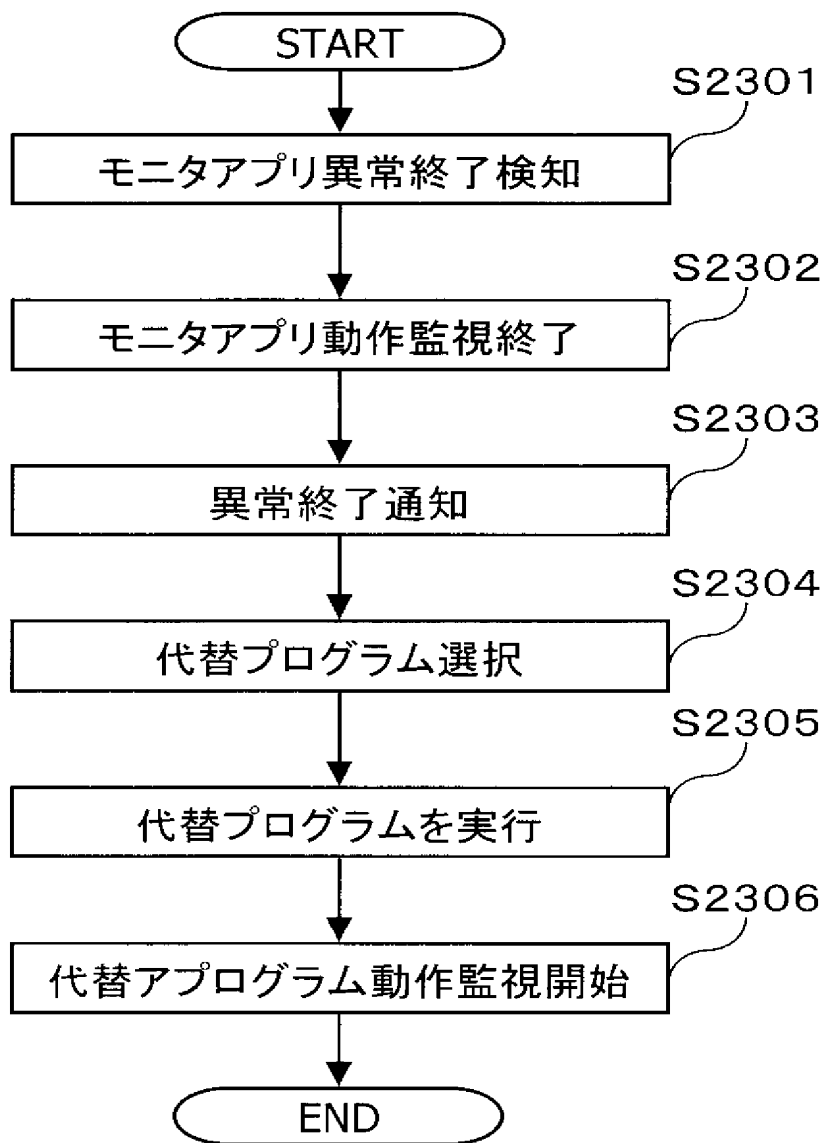 START
S2301
モニタアプリ異常終了検知
S2302
モニタアプリ動作監視終了
S2303
異常終了通知
S2304
代替プログラム選択
S2305
代替プログラムを実行
S2306
代替アプログラム動作監視開始
END